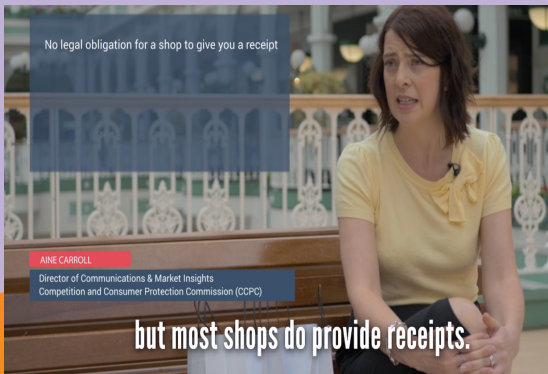 No legal obligation for a shop to give you a receipt
AINE CARROLL
Director of Communications & Market Insights
Competition and Consumer Protection Commission (CCPC)
but most shops do provide receipts.